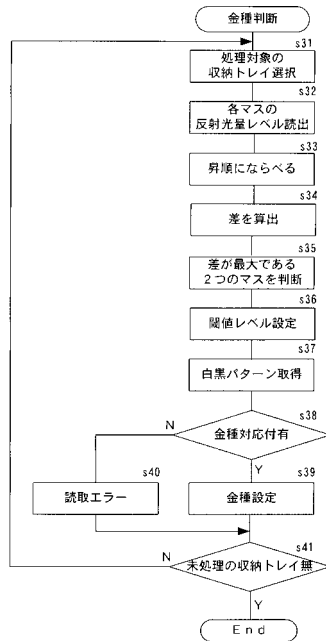 金種判断
s31
処理対象の
収納トレイ選択
s32
各マスの
反射光量レベル読出
s33
昇順にならべる
s34
差を算出
s35
差が最大である
2つのマスを判断
s36
閾値レベル設定
s37
白黒パターン取得
s38
金種対応付有
N
Y
s40
読取エラー
s39
金種設定
s41
未処理の収納トレイ無
N
Y
End